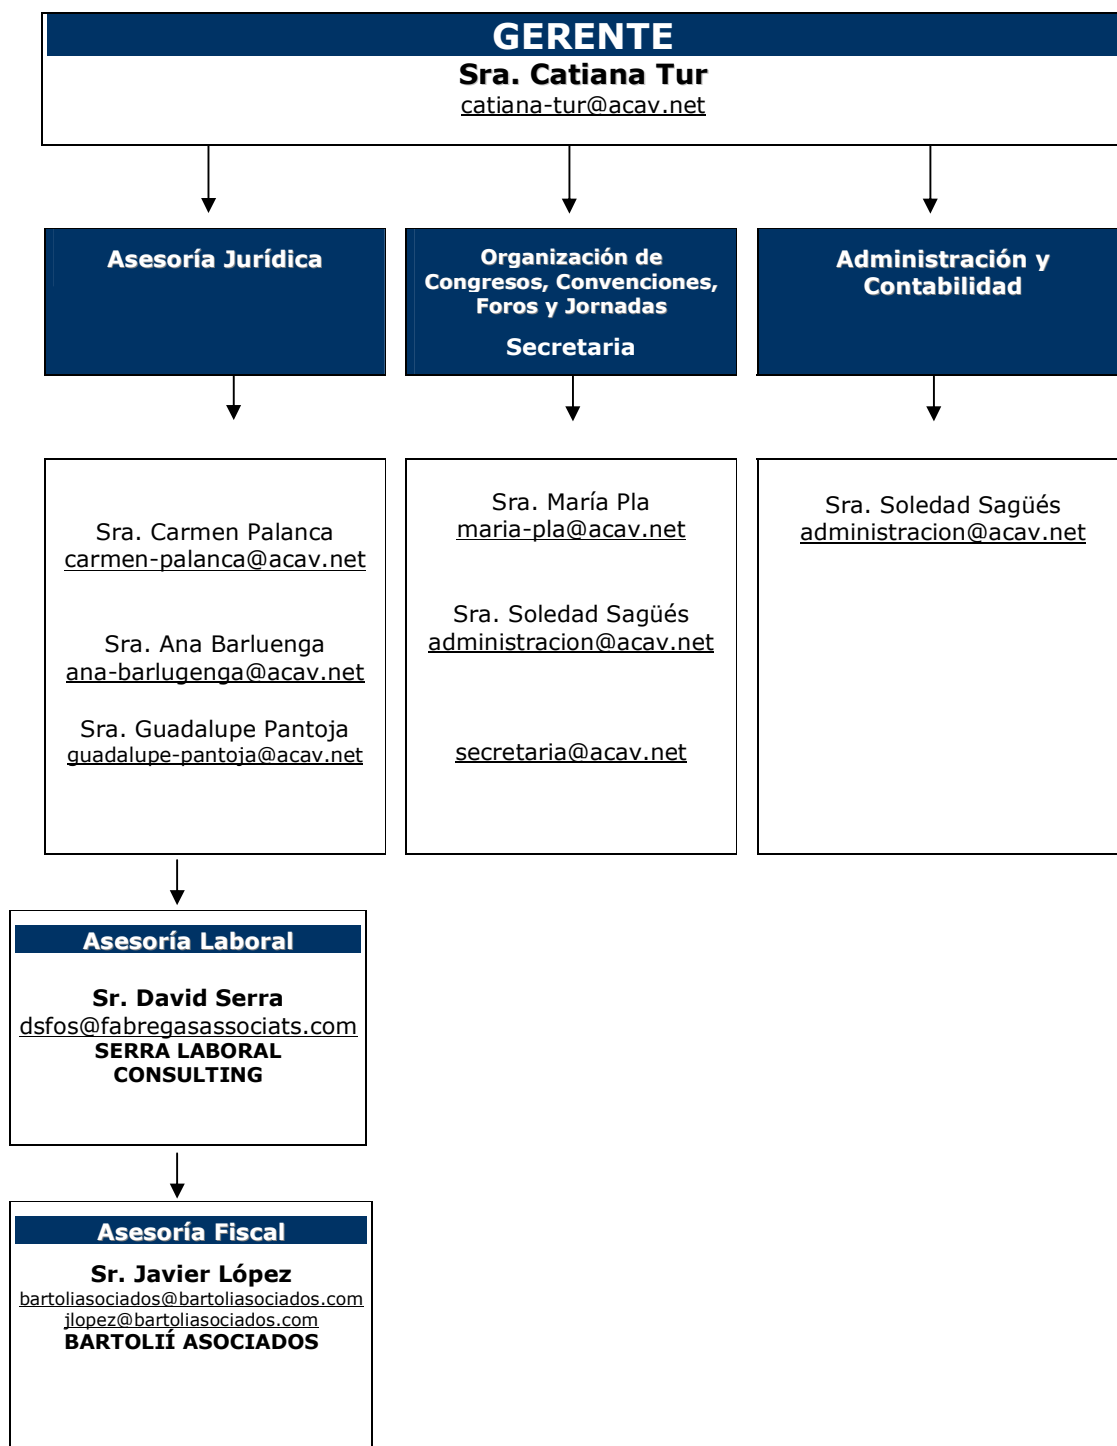 GERENTE
Sra. Catiana Tur
catiana-tur@acav.net
Asesoría Jurídica
Organización de
Congresos, Convenciones,
Foros y Jornadas
Secretaria
Administración y
Contabilidad
Sra. Carmen Palanca
carmen-palanca@acav.net
Sra. Ana Barluenga
ana-barlugenga@acav.net
Sra. Guadalupe Pantoja
guadalupe-pantoja@acav.net
Sra. María Pla
maria-pla@acav.net
Sra. Soledad Sagüés
administracion@acav.net
secretaria@acav.net
Sra. Soledad Sagüés
administracion@acav.net
Asesoría Laboral
Sr. David Serra
dsfos@fabregasassociats.com
SERRA LABORAL
CONSULTING
Asesoría Fiscal
Sr. Javier López
bartoliasociados@bartoliasociados.com
jlopez@bartoliasociados.com
BARTOLIÍ ASOCIADOS